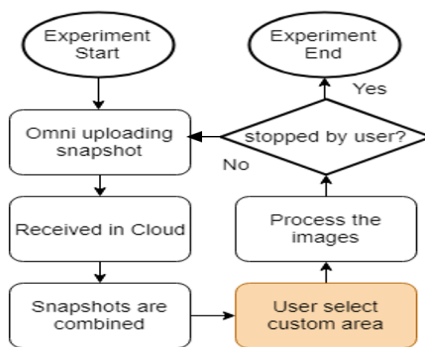 Experiment
Start
Experiment
End
Yes
Omni uploading
snapshot
stopped by user?
No
Received in Cloud
Process the
images
Snapshots are
combined
User select
custom area